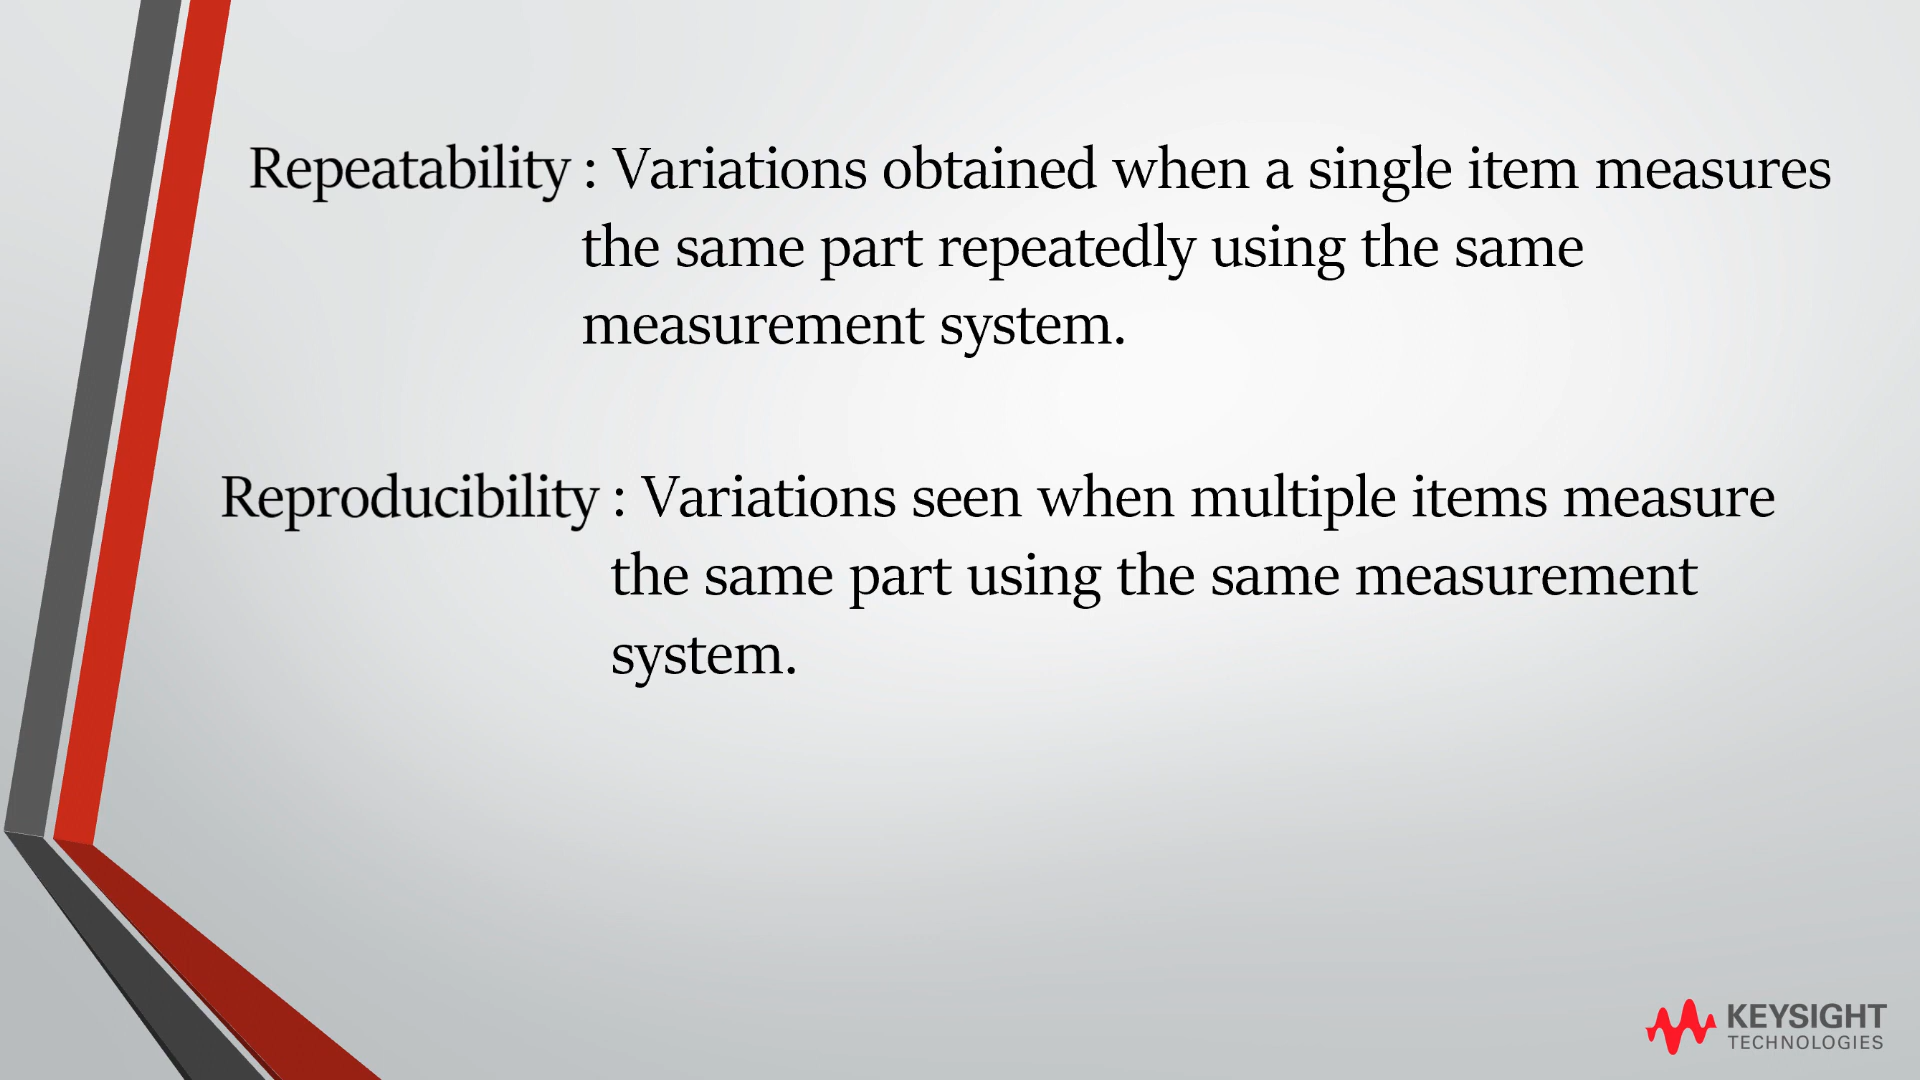 Repeatability : Variations obtained when a single item measures
the same part repeatedly using the same
measurement system.
Reproducibility : Variations seen when multiple items measure
the same part using the same measurement
system.
KEYSIGHT
TECHNOLOGIES